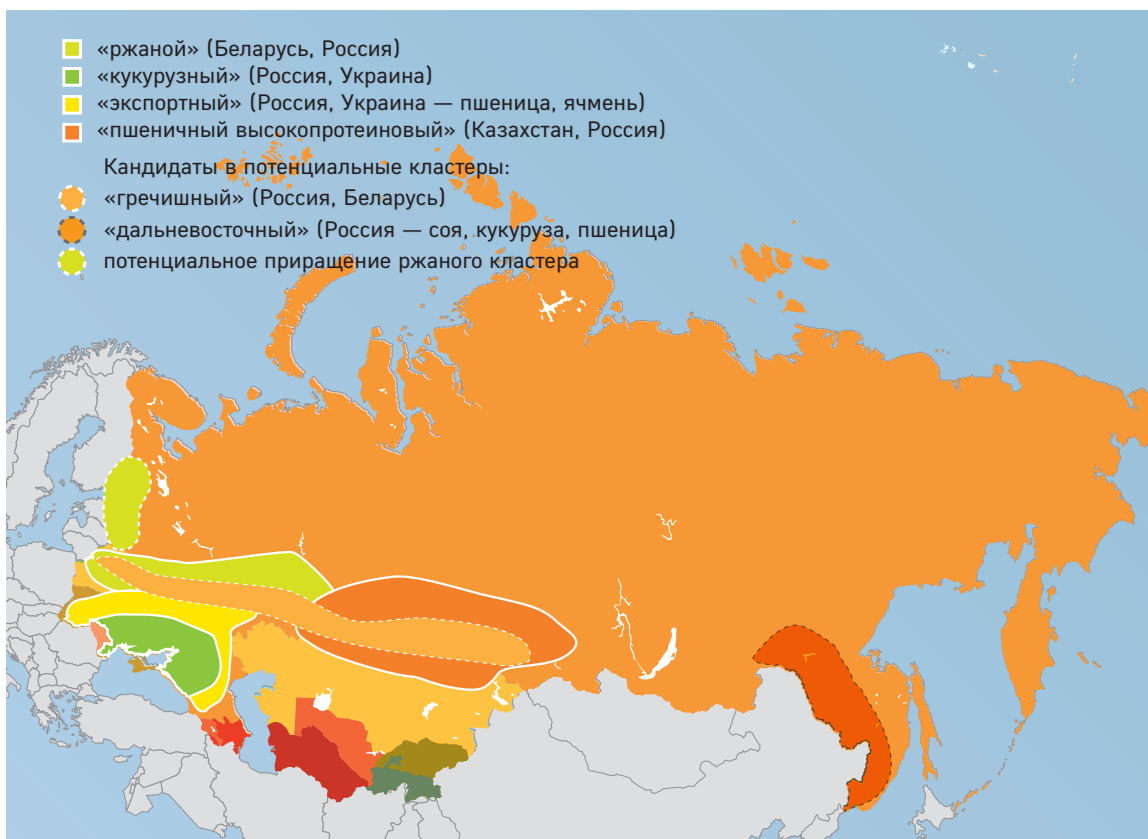 «ржаной» (Беларусь, Россия)
«кукурузный» (Россия, Украина)
«экспортный» (Россия, Украина — пшеница, ячмень)
«пшеничный высокопротеиновый» (Казахстан, Россия)
Кандидаты в потенциальные кластеры:
«гречишный» (Россия, Беларусь)
«дальневосточный» (Россия — соя, кукуруза, пшеница)
потенциальное приращение ржаного кластера